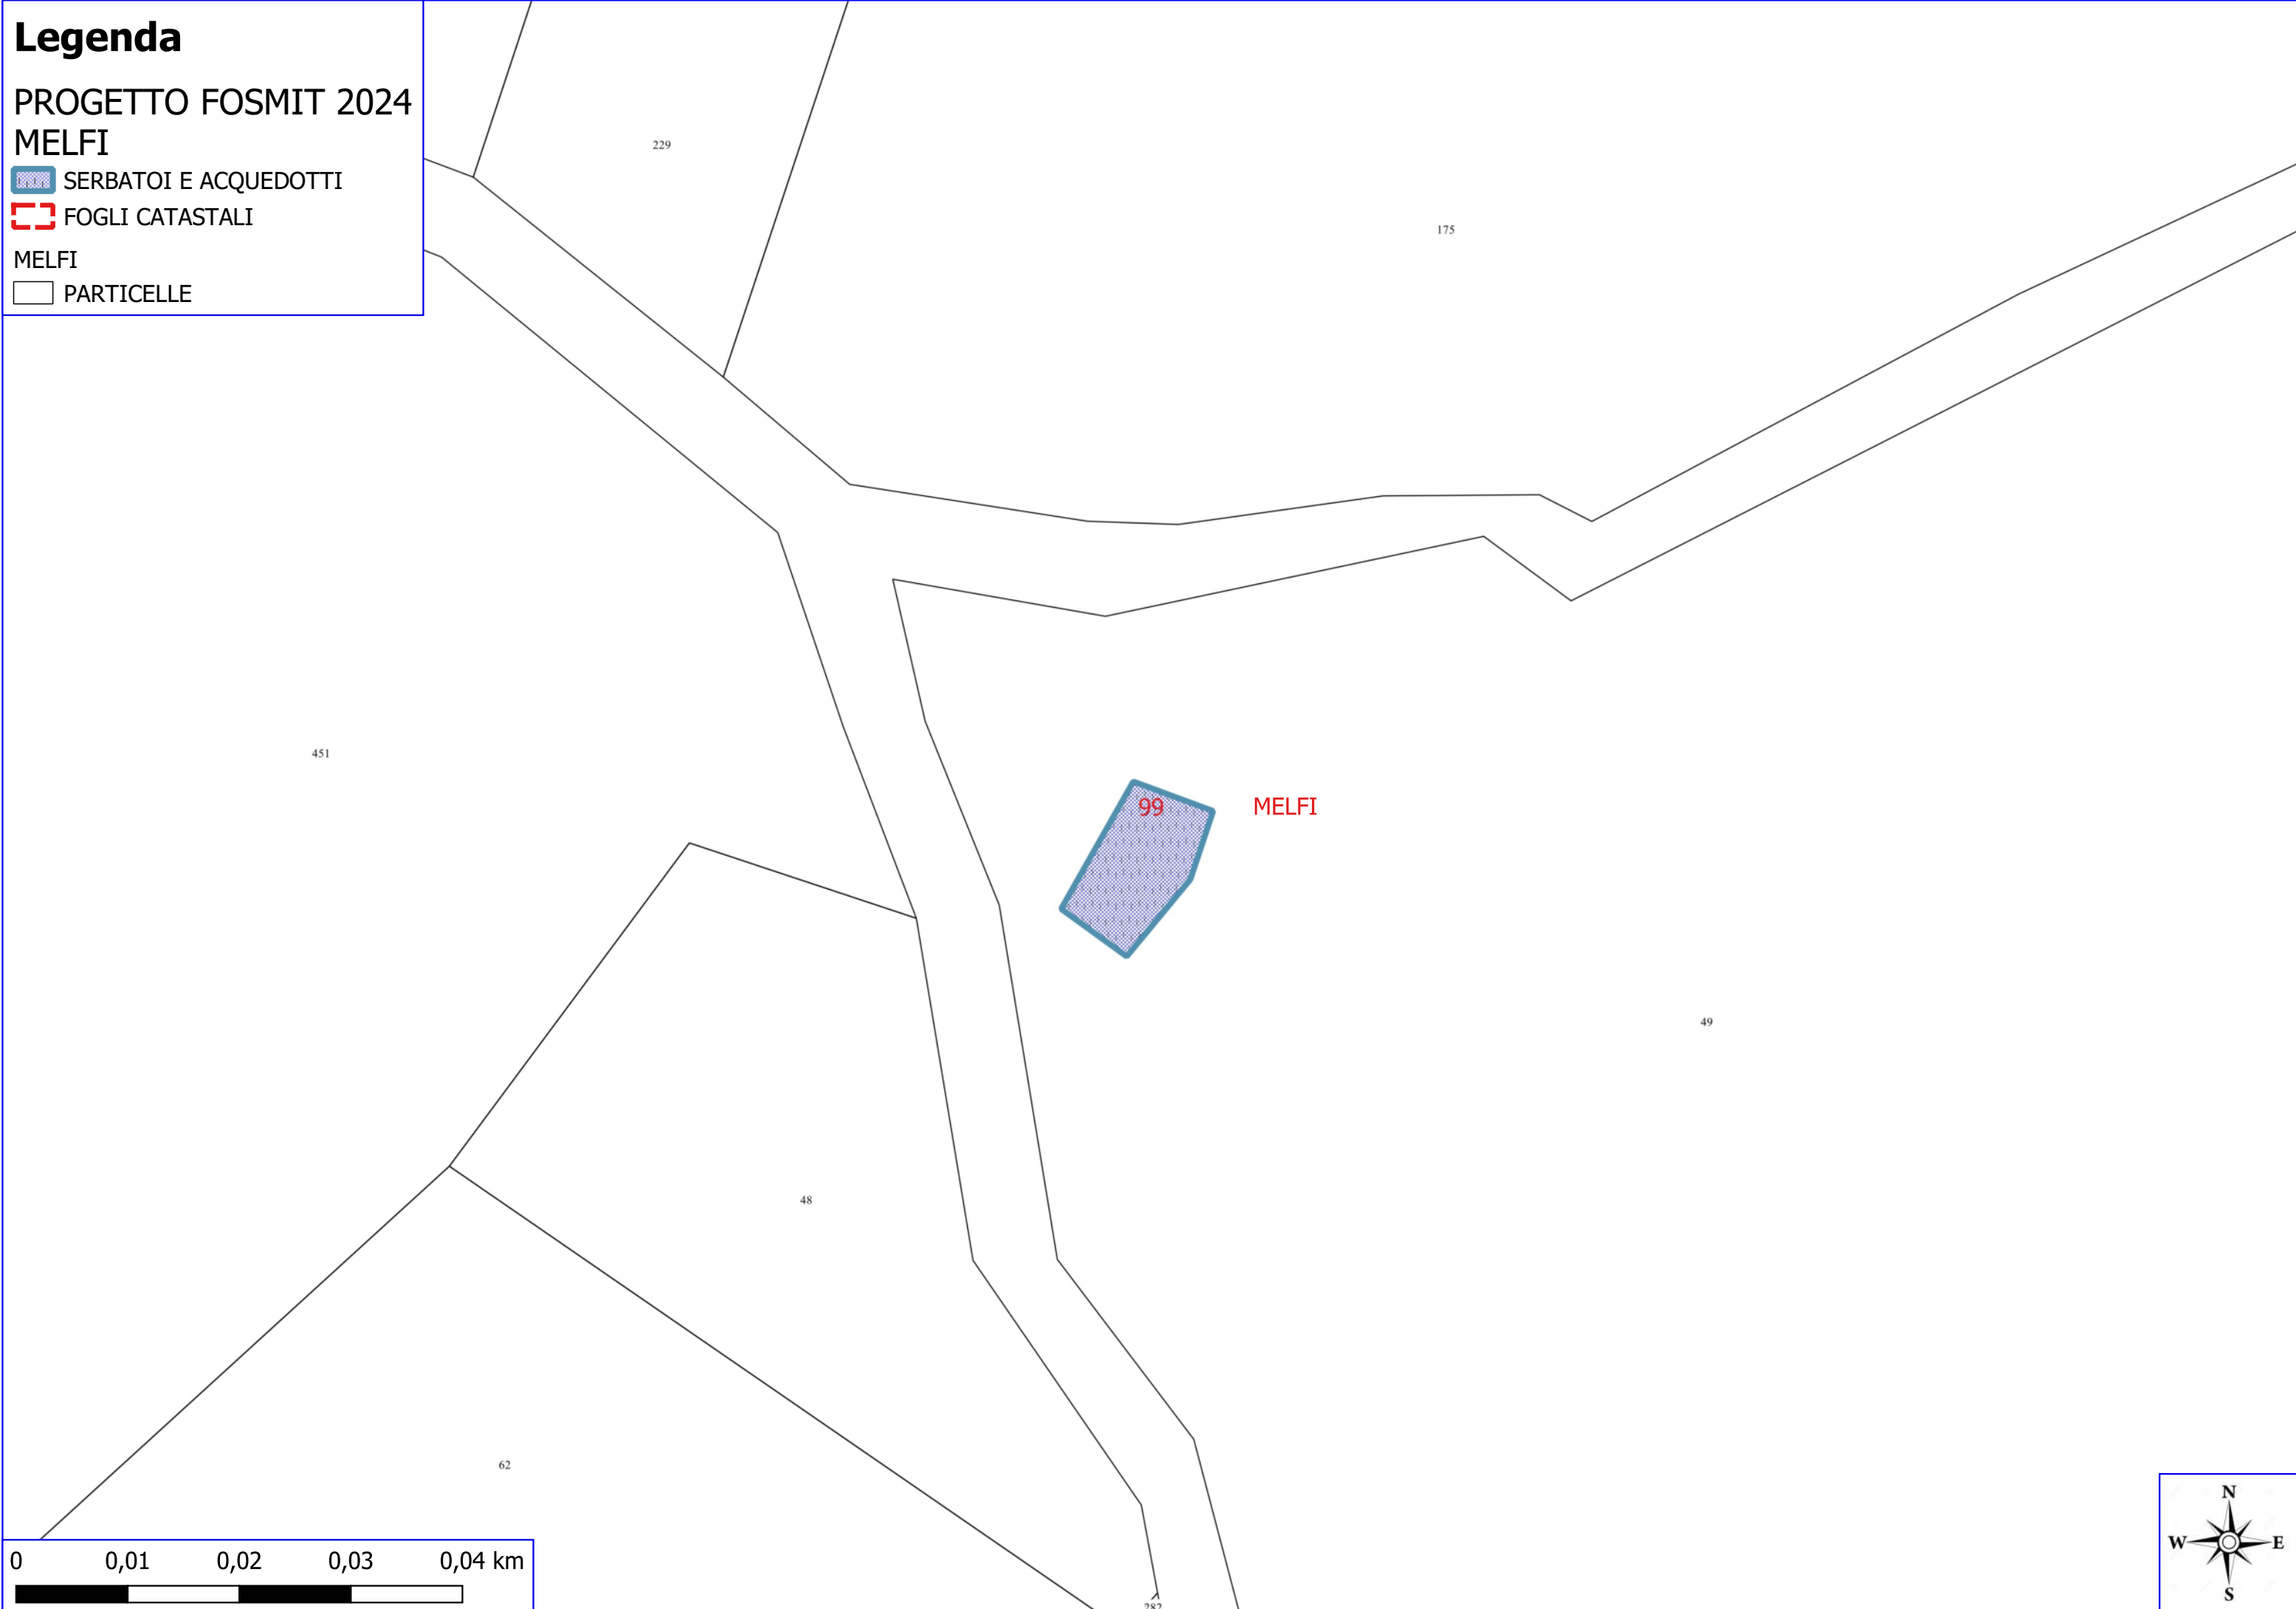 Legenda
PROGETTO FOSMIT 2024
MELFI
SERBATOI E ACQUEDOTTI
FOGLI CATASTALI
MELFI
PARTICELLE
229
175
451
99 MELFI
49
48
62
282
0 0,01 0,02 0,03 0,04 km
N
W E
S